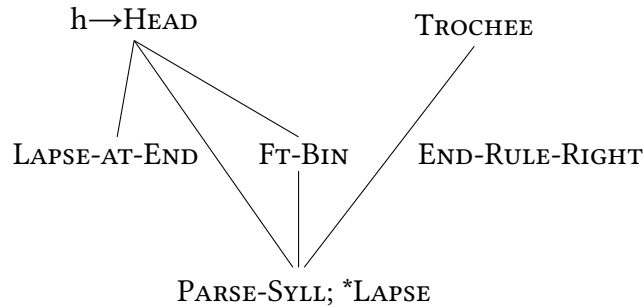 h→Head Trochee
Lapse-at-End Ft-Bin End-Rule-Right
Parse-Syll; *Lapse